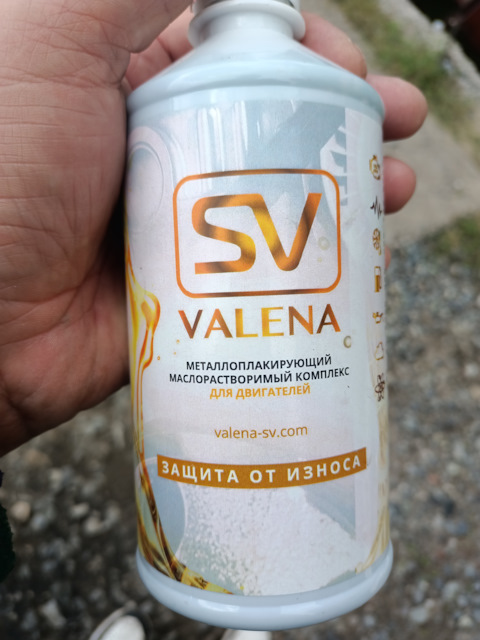 SV
VALENA
МЕТАЛЛОПЛАКИРУЮЩИЙ
МАСЛОРАСТВОРИМЫЙ КОМПЛЕКС
ДЛЯ ДВИГАТЕЛЕЙ
valena-sv.com
ЗАЩИТА ОТ ИЗНОСА